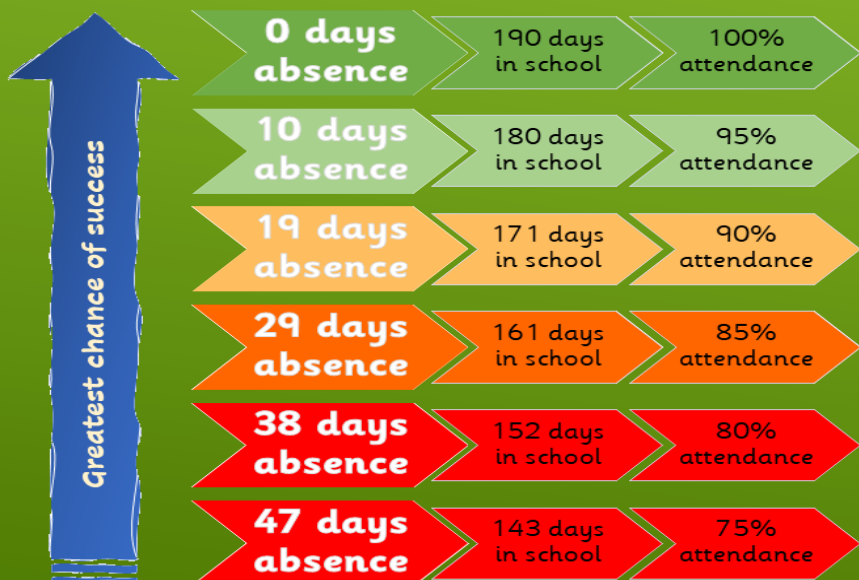 Greatest chance of success
0 days
absence
190 days
in school
100%
attendance
10 days
absence
180 days
in school
95%
attendance
19 days
absence
171 days
in school
90%
attendance
29 days
absence
161 days
in school
85%
attendance
38 days
absence
152 days
in school
80%
attendance
47 days
absence
143 days
in school
75%
attendance